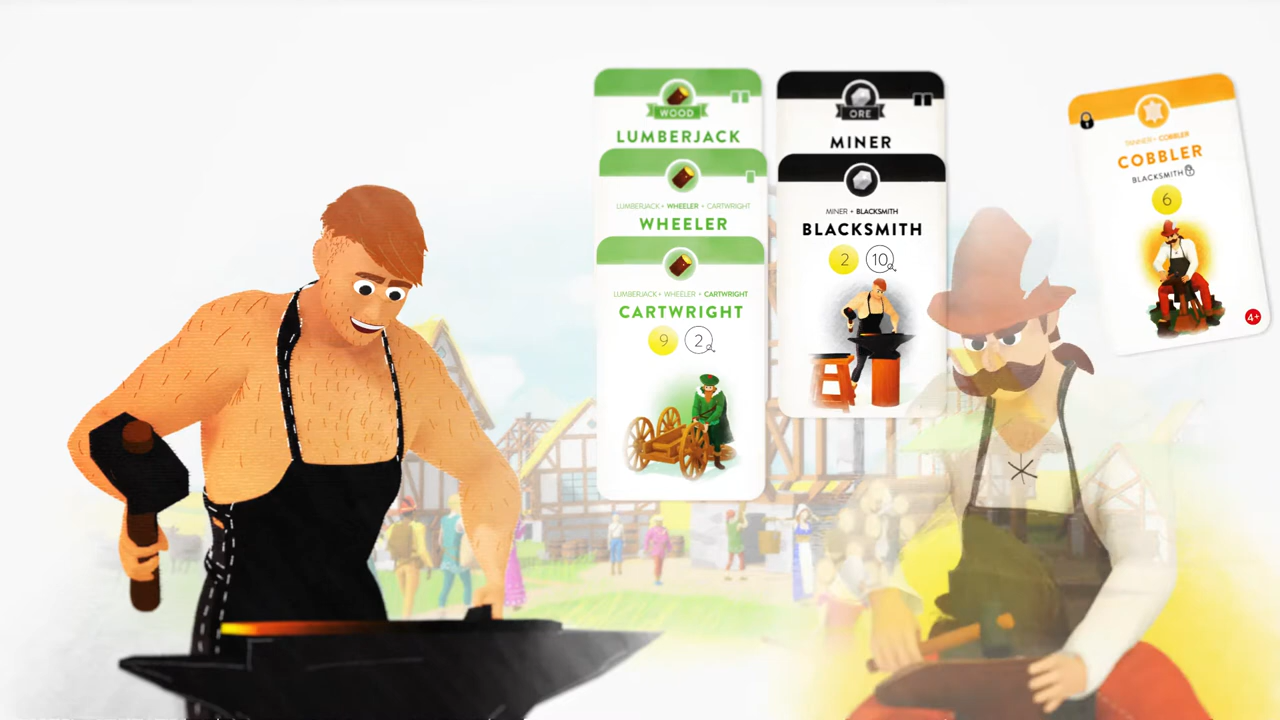 WOOD
LUMBERJACK
LUMBERJACK • WHEELER • CARTWRIGHT
WHEELER
LUMBERJACK • WHEELER • CARTWRIGHT
CARTWRIGHT
9 2
ORE
MINER
MINER • BLACKSMITH
BLACKSMITH
2 10
TANNER • COBBLER
COBBLER
BLACKSMITH
6
4+